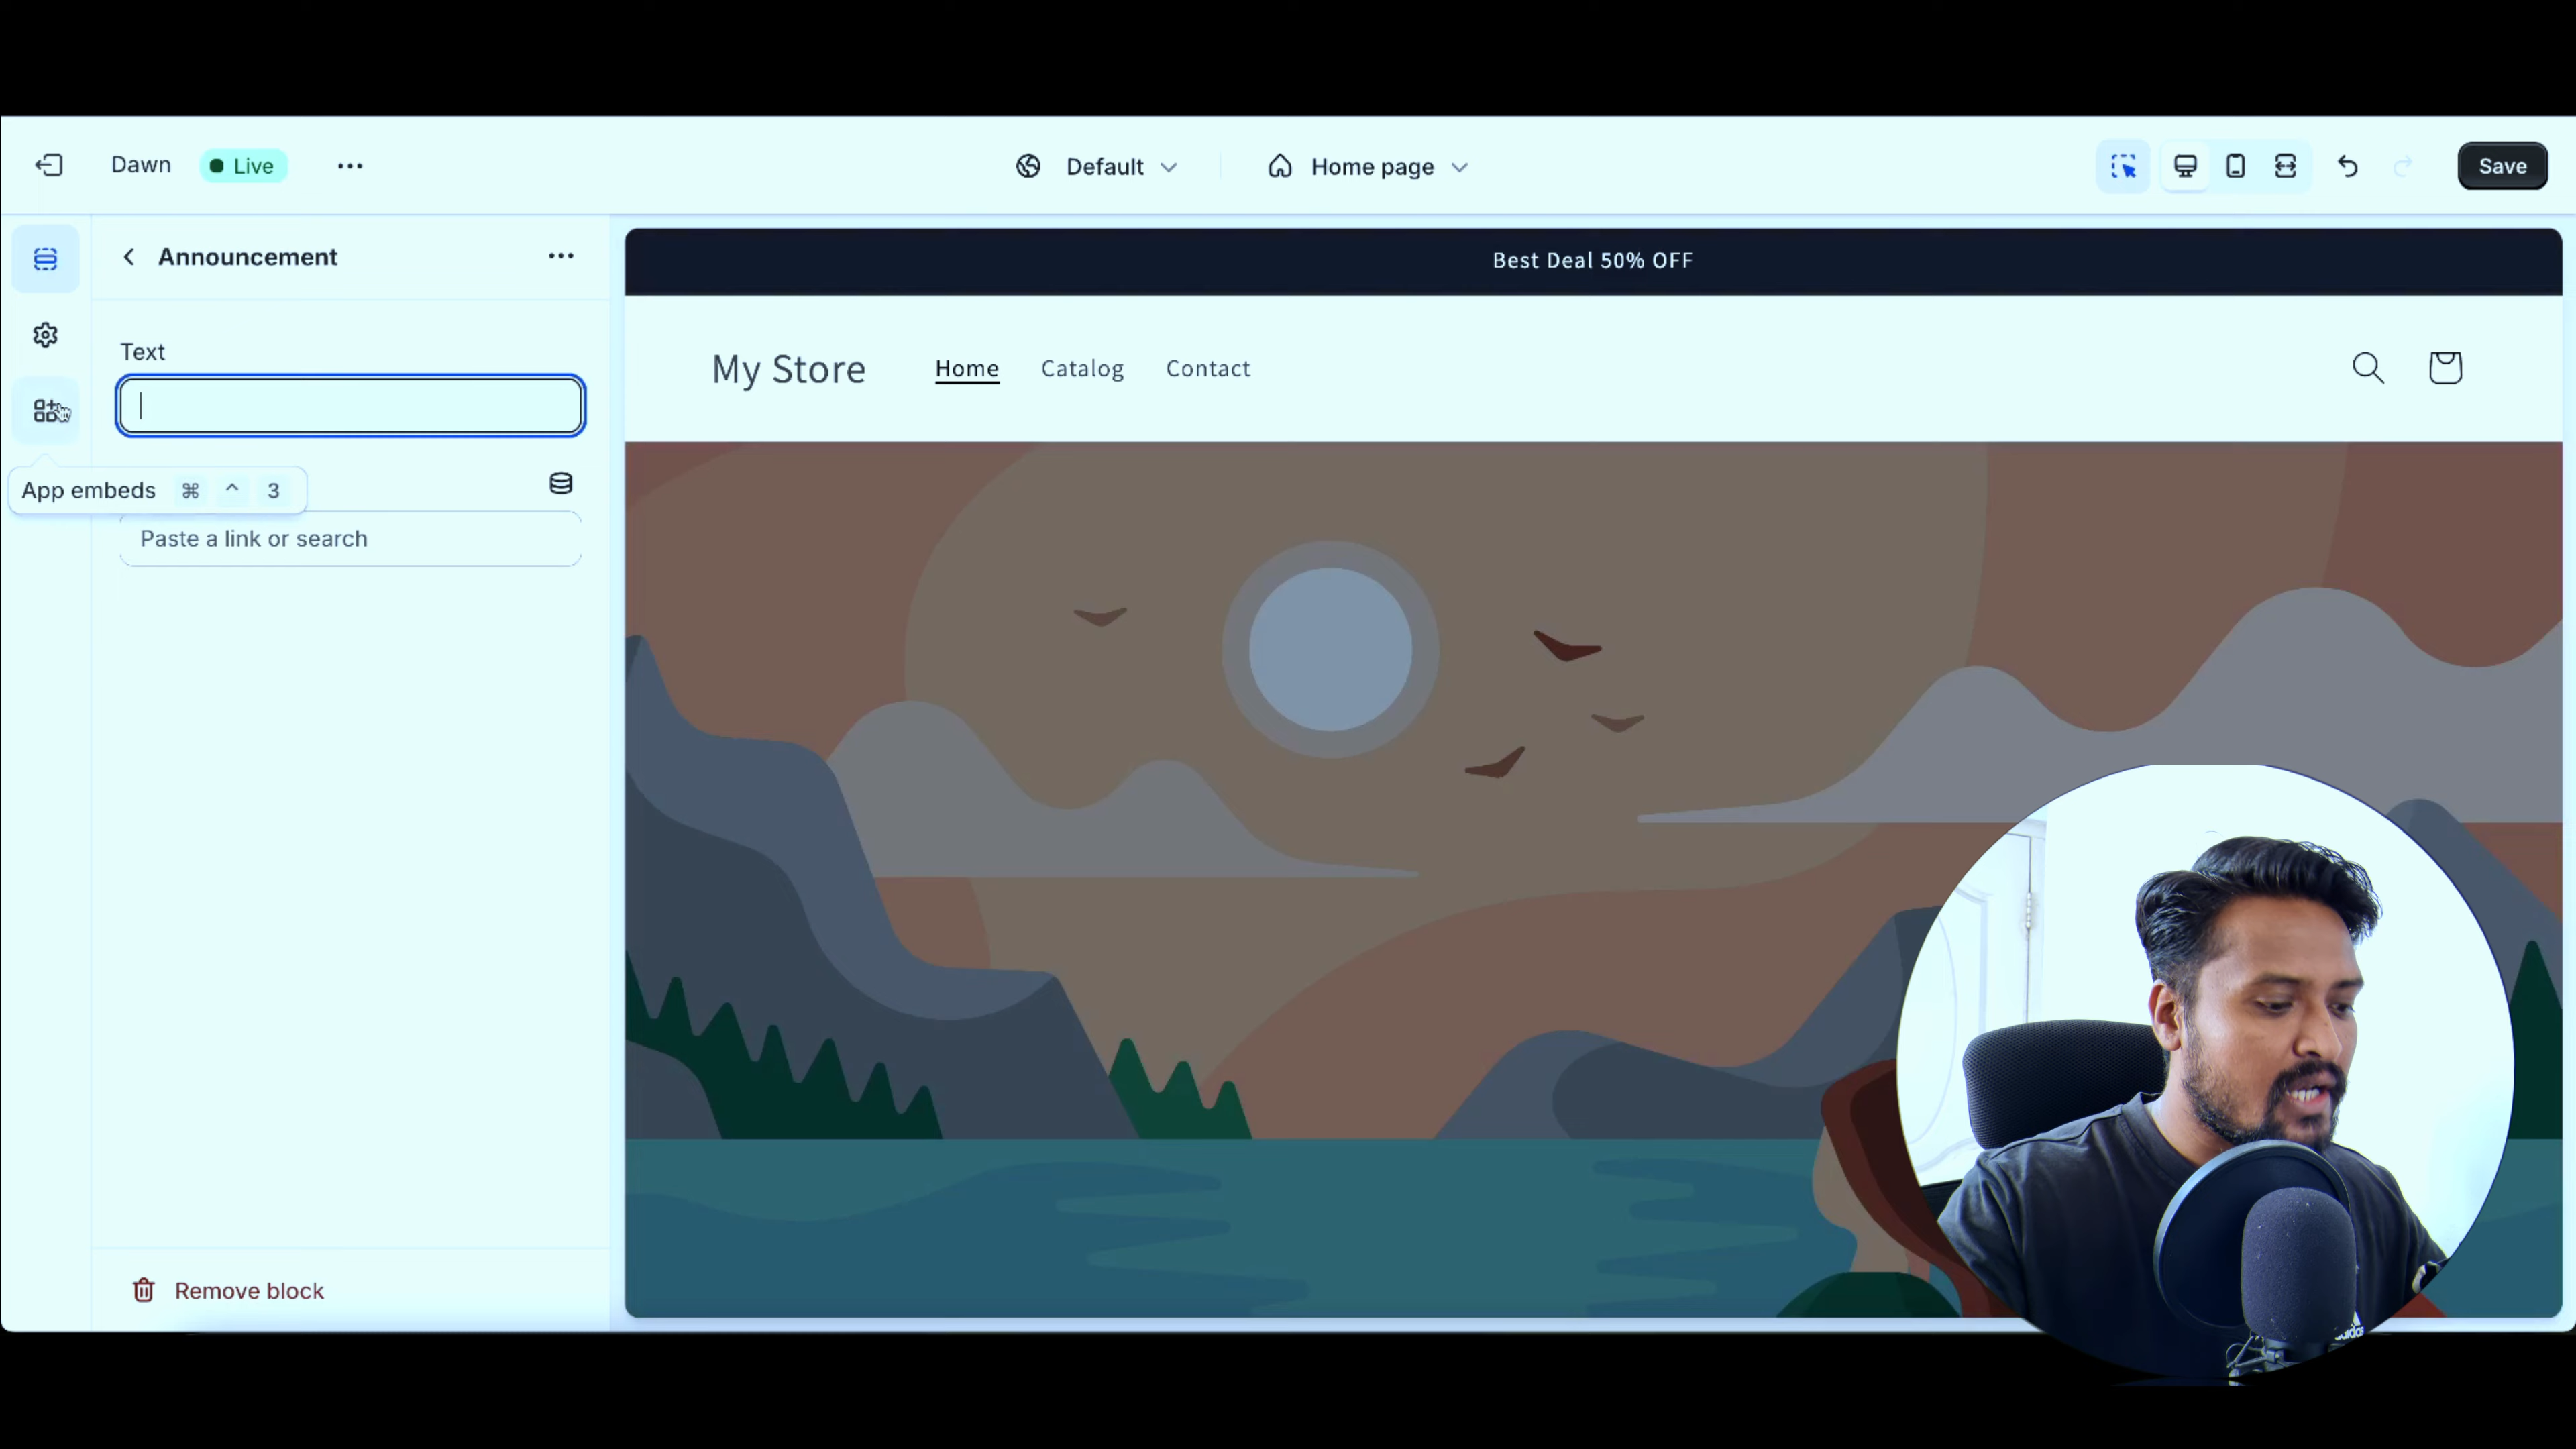 Dawn
Live
Default
Home page
Save
Announcement
Best Deal 50% OFF
Text
My Store
Home
Catalog
Contact
App embeds ⌘ ^ 3
Paste a link or search
Remove block
adidas